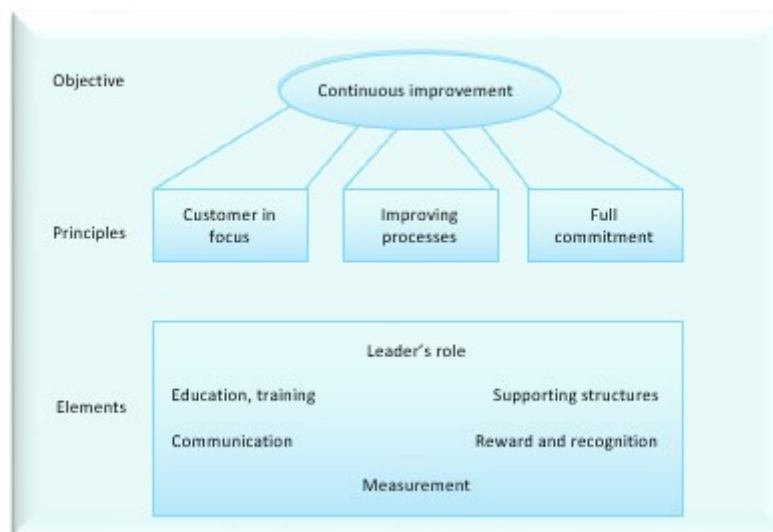 Objective
Continuous improvement
Principles
Customer in
focus
Improving
processes
Full
commitment
Elements
Leader's role
Education, training
Supporting structures
Communication
Reward and recognition
Measurement